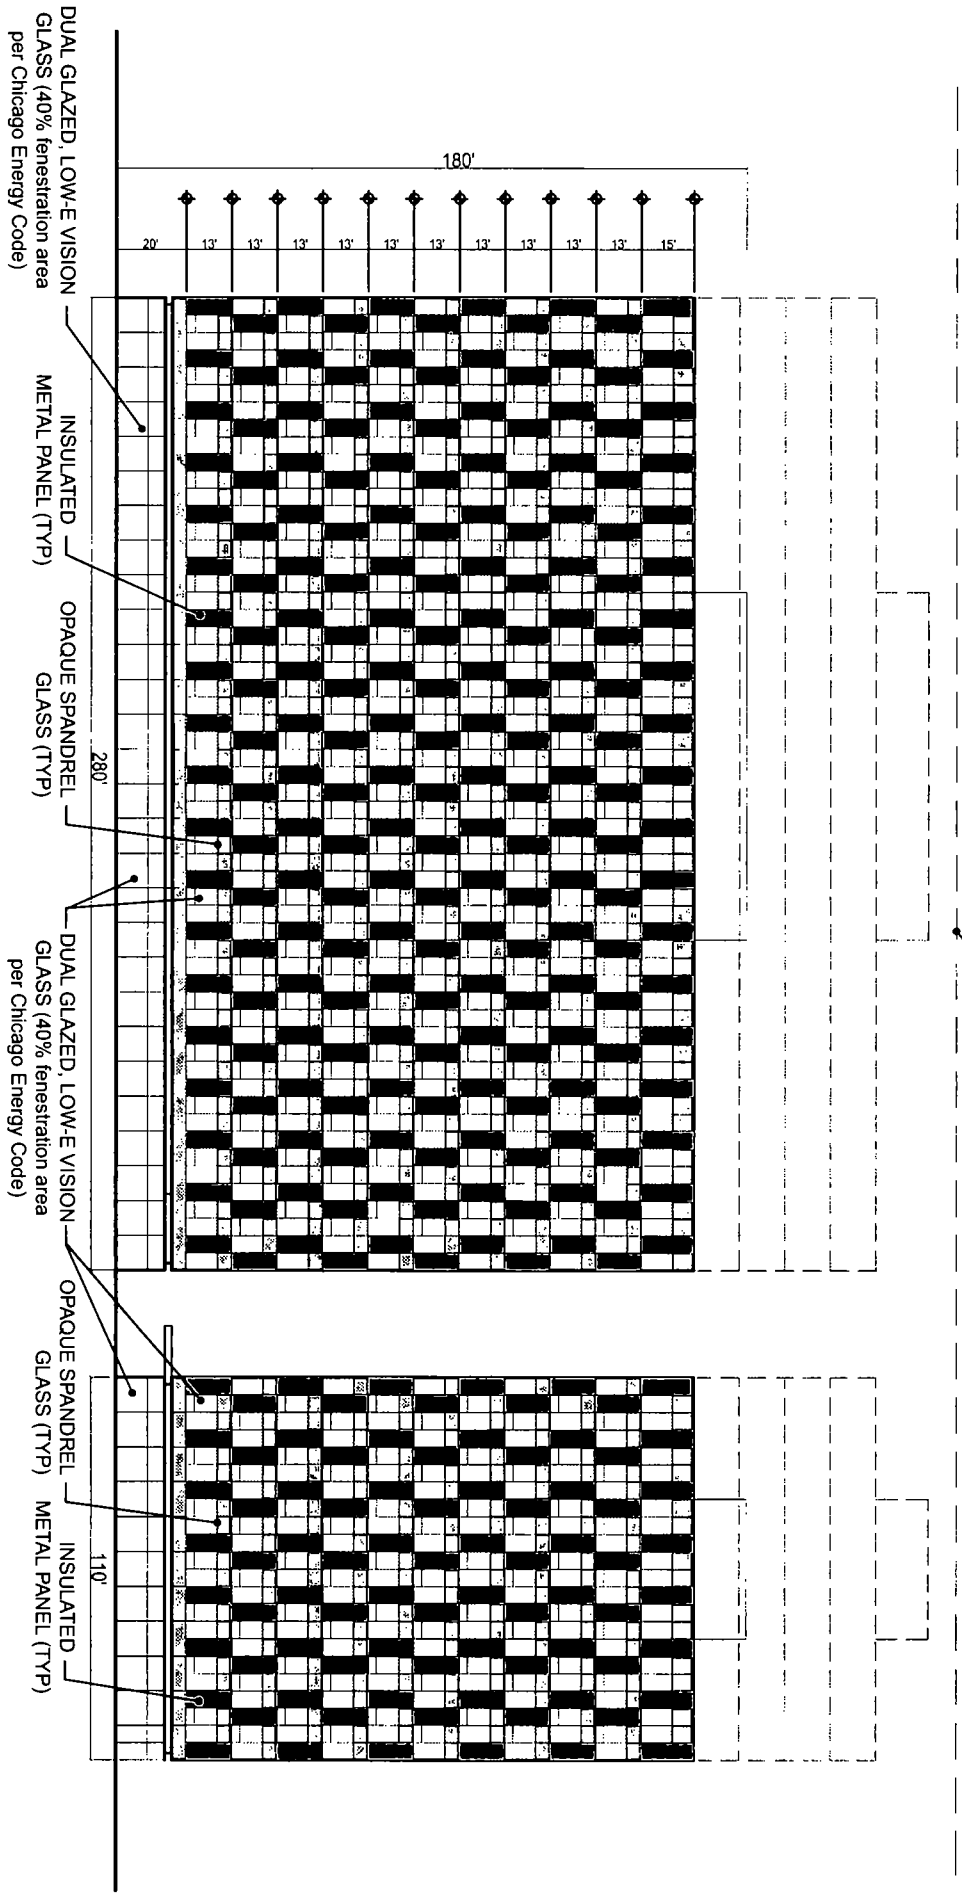 180'
20'
13'
13'
13'
13'
13'
13'
13'
13'
13'
13'
15'
DUAL GLAZED, LOW-E VISION
GLASS (40% fenestration area
per Chicago Energy Code)
INSULATED
METAL PANEL (TYP)
OPAQUE SPANDREL
GLASS (TYP)
280'
DUAL GLAZED, LOW-E VISION
GLASS (40% fenestration area
per Chicago Energy Code)
OPAQUE SPANDREL
GLASS (TYP)
INSULATED
METAL PANEL (TYP)
110'